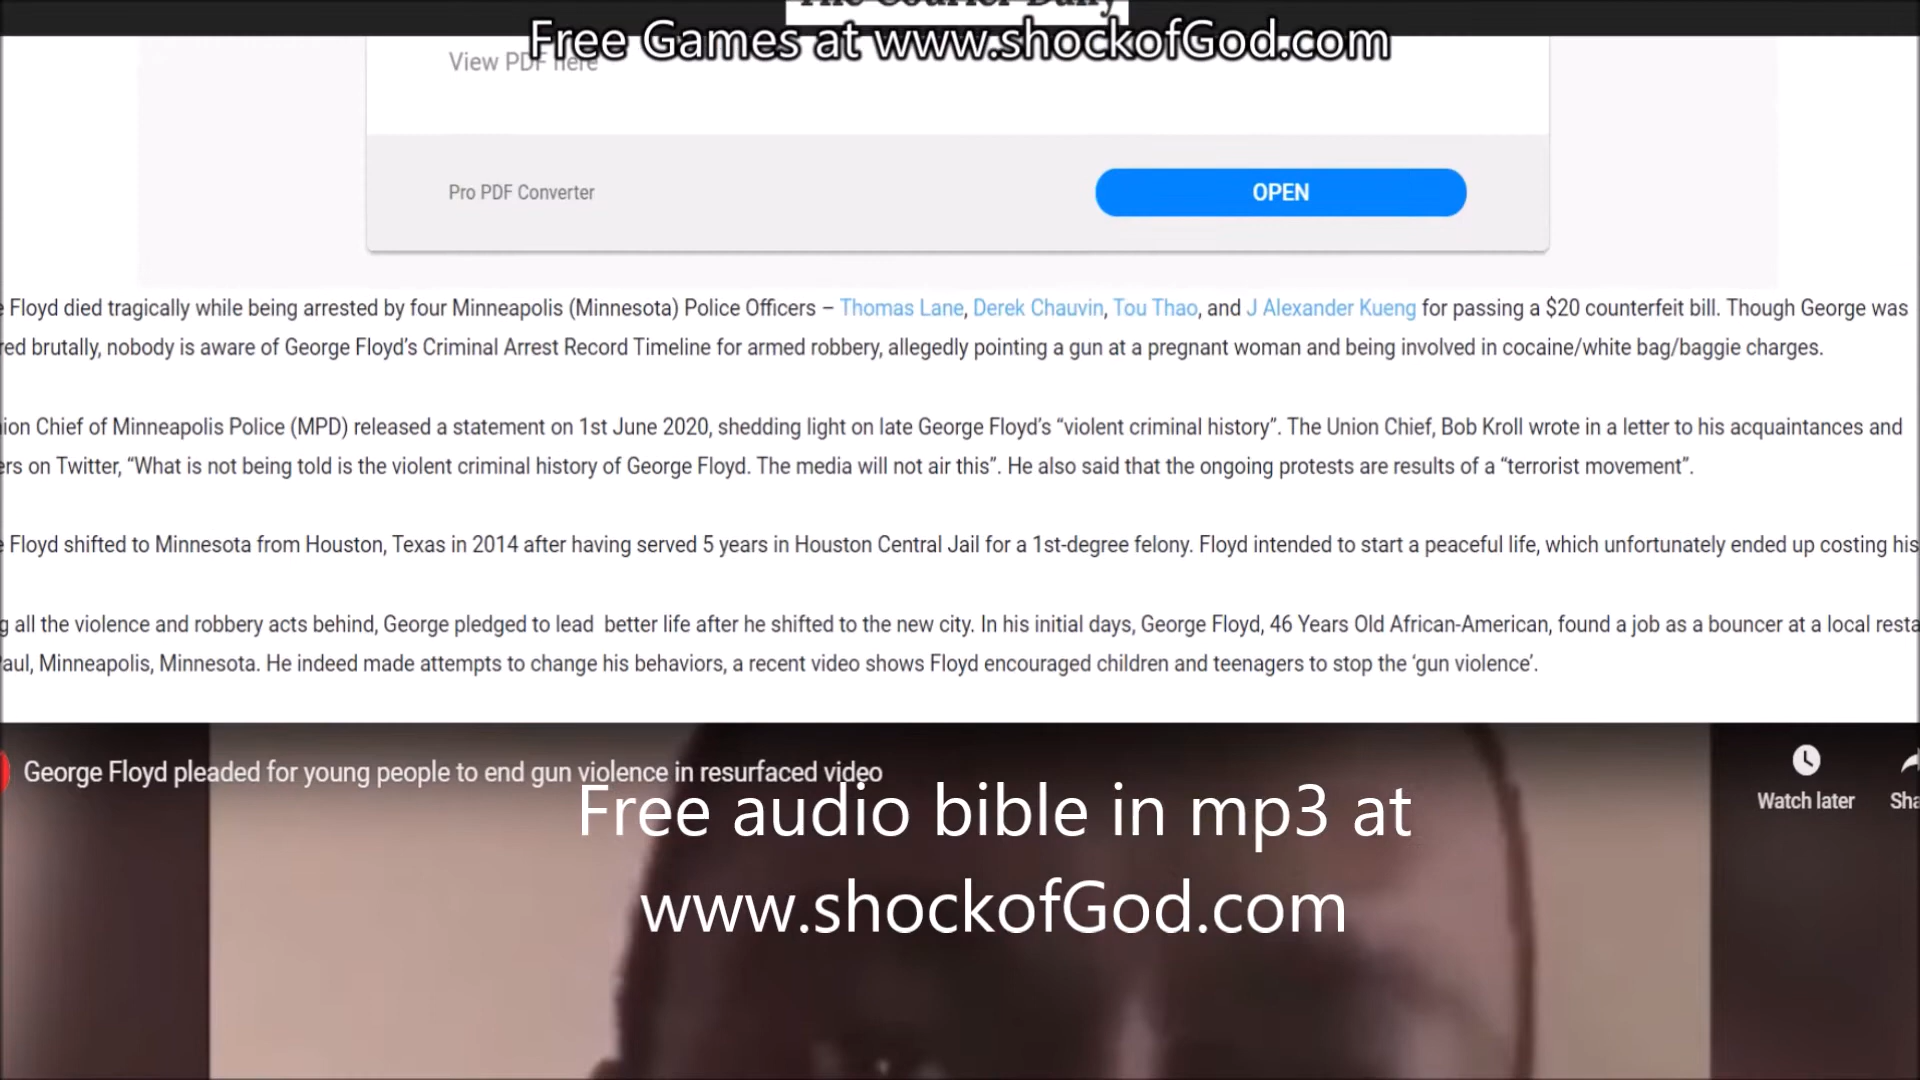 The Courier Daily
Free Games at www.shockofGod.com
View PDF here
Pro PDF Converter
OPEN
Floyd died tragically while being arrested by four Minneapolis (Minnesota) Police Officers – Thomas Lane, Derek Chauvin, Tou Thao, and J Alexander Kueng for passing a $20 counterfeit bill. Though George was
red brutally, nobody is aware of George Floyd's Criminal Arrest Record Timeline for armed robbery, allegedly pointing a gun at a pregnant woman and being involved in cocaine/white bag/baggie charges.
ion Chief of Minneapolis Police (MPD) released a statement on 1st June 2020, shedding light on late George Floyd's “violent criminal history”. The Union Chief, Bob Kroll wrote in a letter to his acquaintances and
ers on Twitter, “What is not being told is the violent criminal history of George Floyd. The media will not air this”. He also said that the ongoing protests are results of a “terrorist movement”.
Floyd shifted to Minnesota from Houston, Texas in 2014 after having served 5 years in Houston Central Jail for a 1st-degree felony. Floyd intended to start a peaceful life, which unfortunately ended up costing his
g all the violence and robbery acts behind, George pledged to lead better life after he shifted to the new city. In his initial days, George Floyd, 46 Years Old African-American, found a job as a bouncer at a local resta
aul, Minneapolis, Minnesota. He indeed made attempts to change his behaviors, a recent video shows Floyd encouraged children and teenagers to stop the ‘gun violence’.
George Floyd pleaded for young people to end gun violence in resurfaced video
Watch later
Sha
Free audio bible in mp3 at
www.shockofGod.com